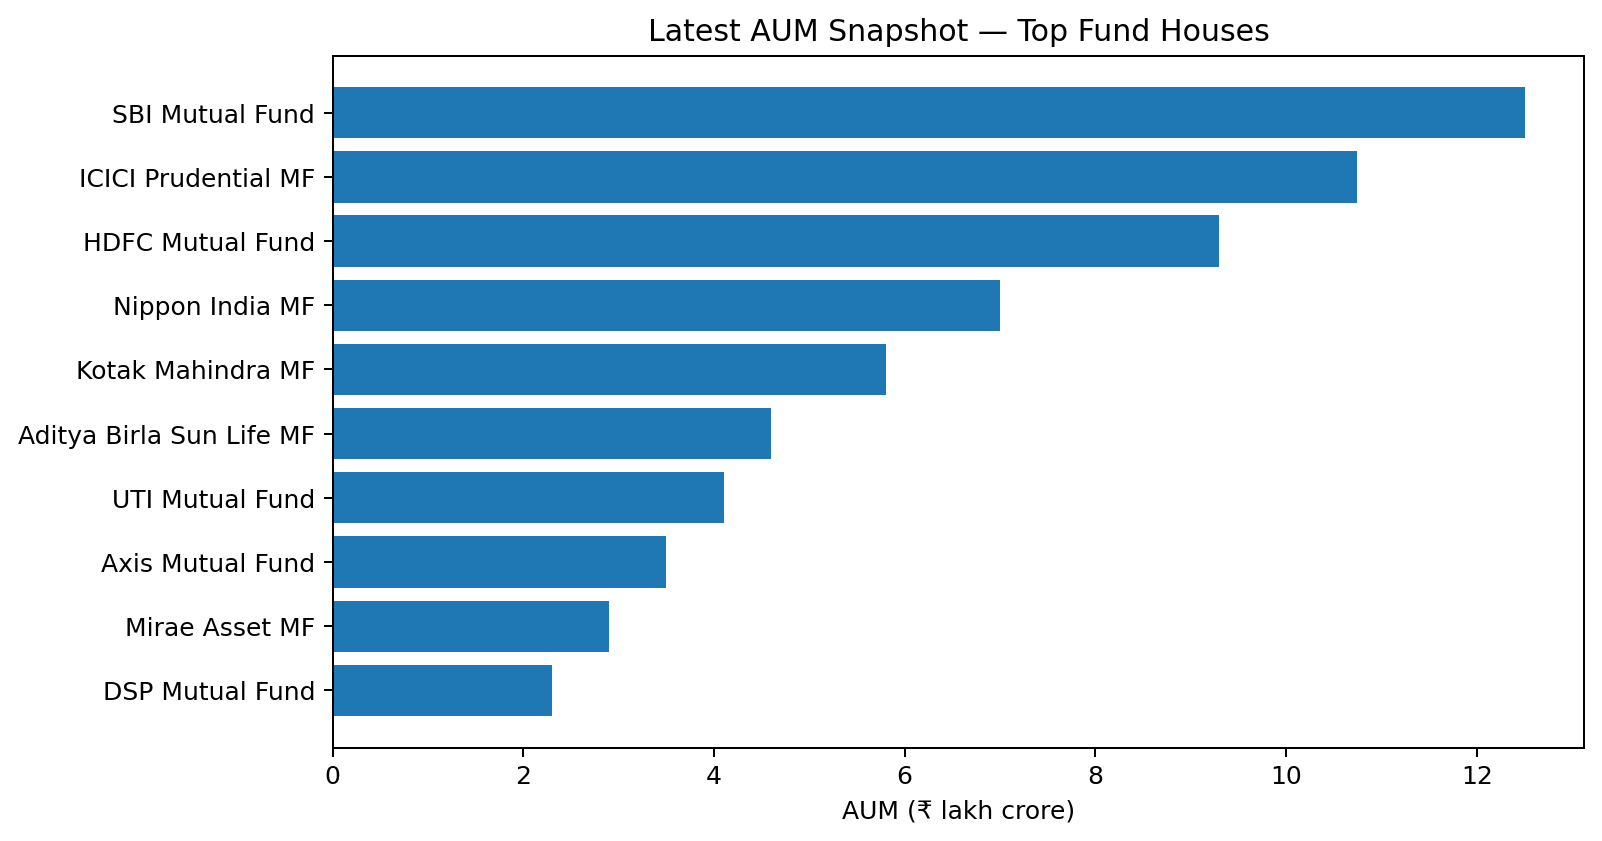 Latest AUM Snapshot — Top Fund Houses
SBI Mutual Fund
ICICI Prudential MF
HDFC Mutual Fund
Nippon India MF
Kotak Mahindra MF
Aditya Birla Sun Life MF
UTI Mutual Fund
Axis Mutual Fund
Mirae Asset MF
DSP Mutual Fund
0 2 4 6 8 10 12
AUM (₹ lakh crore)